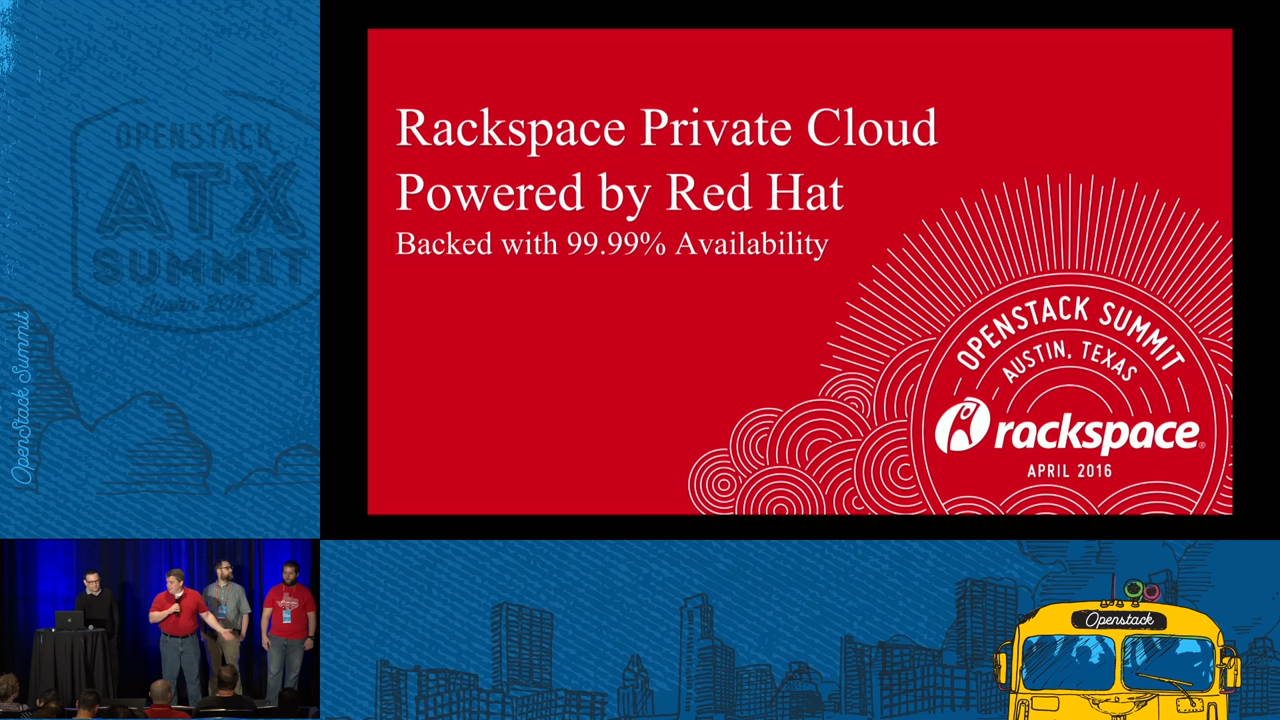 OPENSTACK
ATX
SUMMIT
Austin, 2016
OpenStack Summit
Rackspace Private Cloud
Powered by Red Hat
Backed with 99.99% Availability
OPENSTACK SUMMIT
AUSTIN, TEXAS
rackspace®
APRIL 2016
Openstack